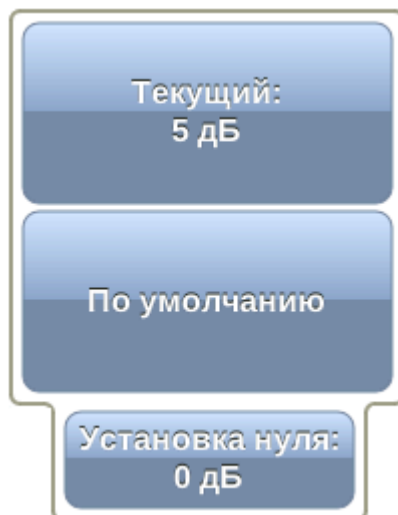 Текущий:
5 дБ
По умолчанию
Установка нуля:
0 дБ